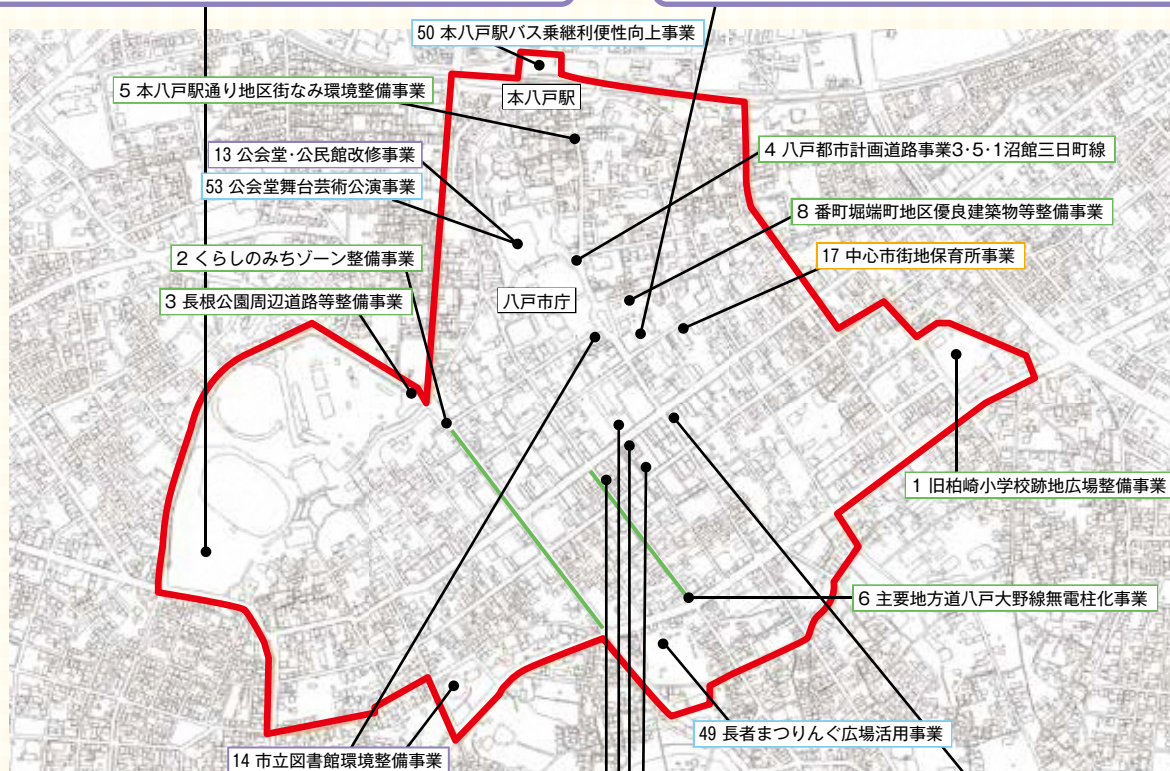 50 本八戸駅バス乗継利便性向上事業
5 本八戸駅通り地区街なみ環境整備事業
本八戸駅
13 公会堂・公民館改修事業
4 八戸都市計画道路事業3・5・1沼館三日町線
53 公会堂舞台芸術公演事業
8 番町堀端町地区優良建築物等整備事業
2 くらしのみちゾーン整備事業
17 中心市街地保育所事業
3 長根公園周辺道路等整備事業
八戸市庁
1 旧柏崎小学校跡地広場整備事業
6 主要地方道八戸大野線無電柱化事業
49 長者まつりんぐ広場活用事業
14 市立図書館環境整備事業